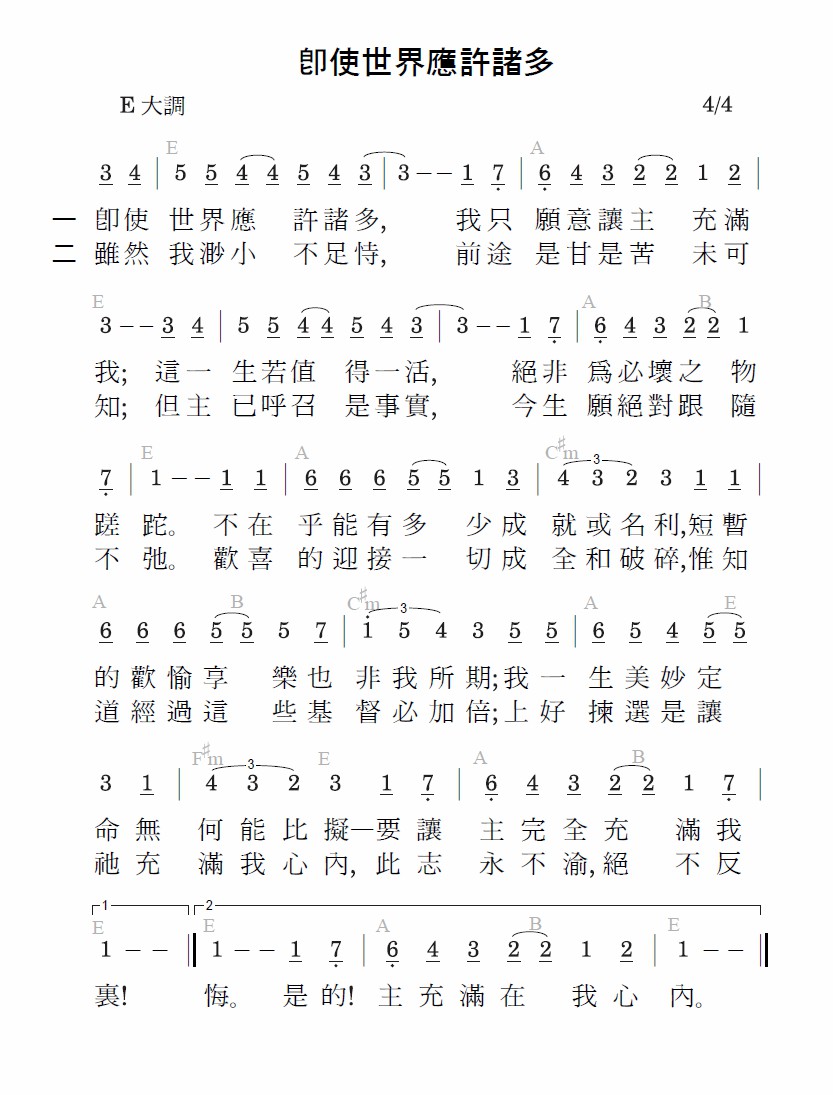 卽使世界應許諸多
E 大調 4/4
E A
3 4 | 5 5 4 4 5 4 3 | 3 - - 1 7 | 6 4 3 2 2 1 2 |
一 卽使 世界應 許諸多, 我只 願意讓主 充滿
二 雖然 我渺小 不足恃, 前途 是甘是苦 未可
E A B
3 - - 3 4 | 5 5 4 4 5 4 3 | 3 - - 1 7 | 6 4 3 2 2 1
我; 這一 生若值 得一活, 絕非 爲必壞之 物
知; 但主 已呼召 是事實, 今生 願絕對跟 隨
E A C♯m
7 | 1 - - 1 1 | 6 6 6 5 5 1 3 | 4 3 2 3 1 1 |
3
蹉 跎。 不在 乎能有多 少成 就或名利,短暫
不 弛。 歡喜 的迎接一 切成 全和破碎,惟知
A B C♯m A E
6 6 6 5 5 5 7 | 1 5 4 3 5 5 | 6 5 4 5 5
3
的歡愉享 樂也 非我所期;我一 生美妙定
道經過這 些基 督必加倍;上好 揀選是讓
F♯m E A B
3 1 | 4 3 2 3 1 7 | 6 4 3 2 2 1 7 |
3
命無 何能比擬—要讓 主完全充 滿我
祂充 滿我心內,此志 永不渝,絕 不反
1 2
E E A B E
1 - - || 1 - - 1 7 | 6 4 3 2 2 1 2 | 1 - - ||
裏! 悔。 是的! 主充滿在 我心 內。